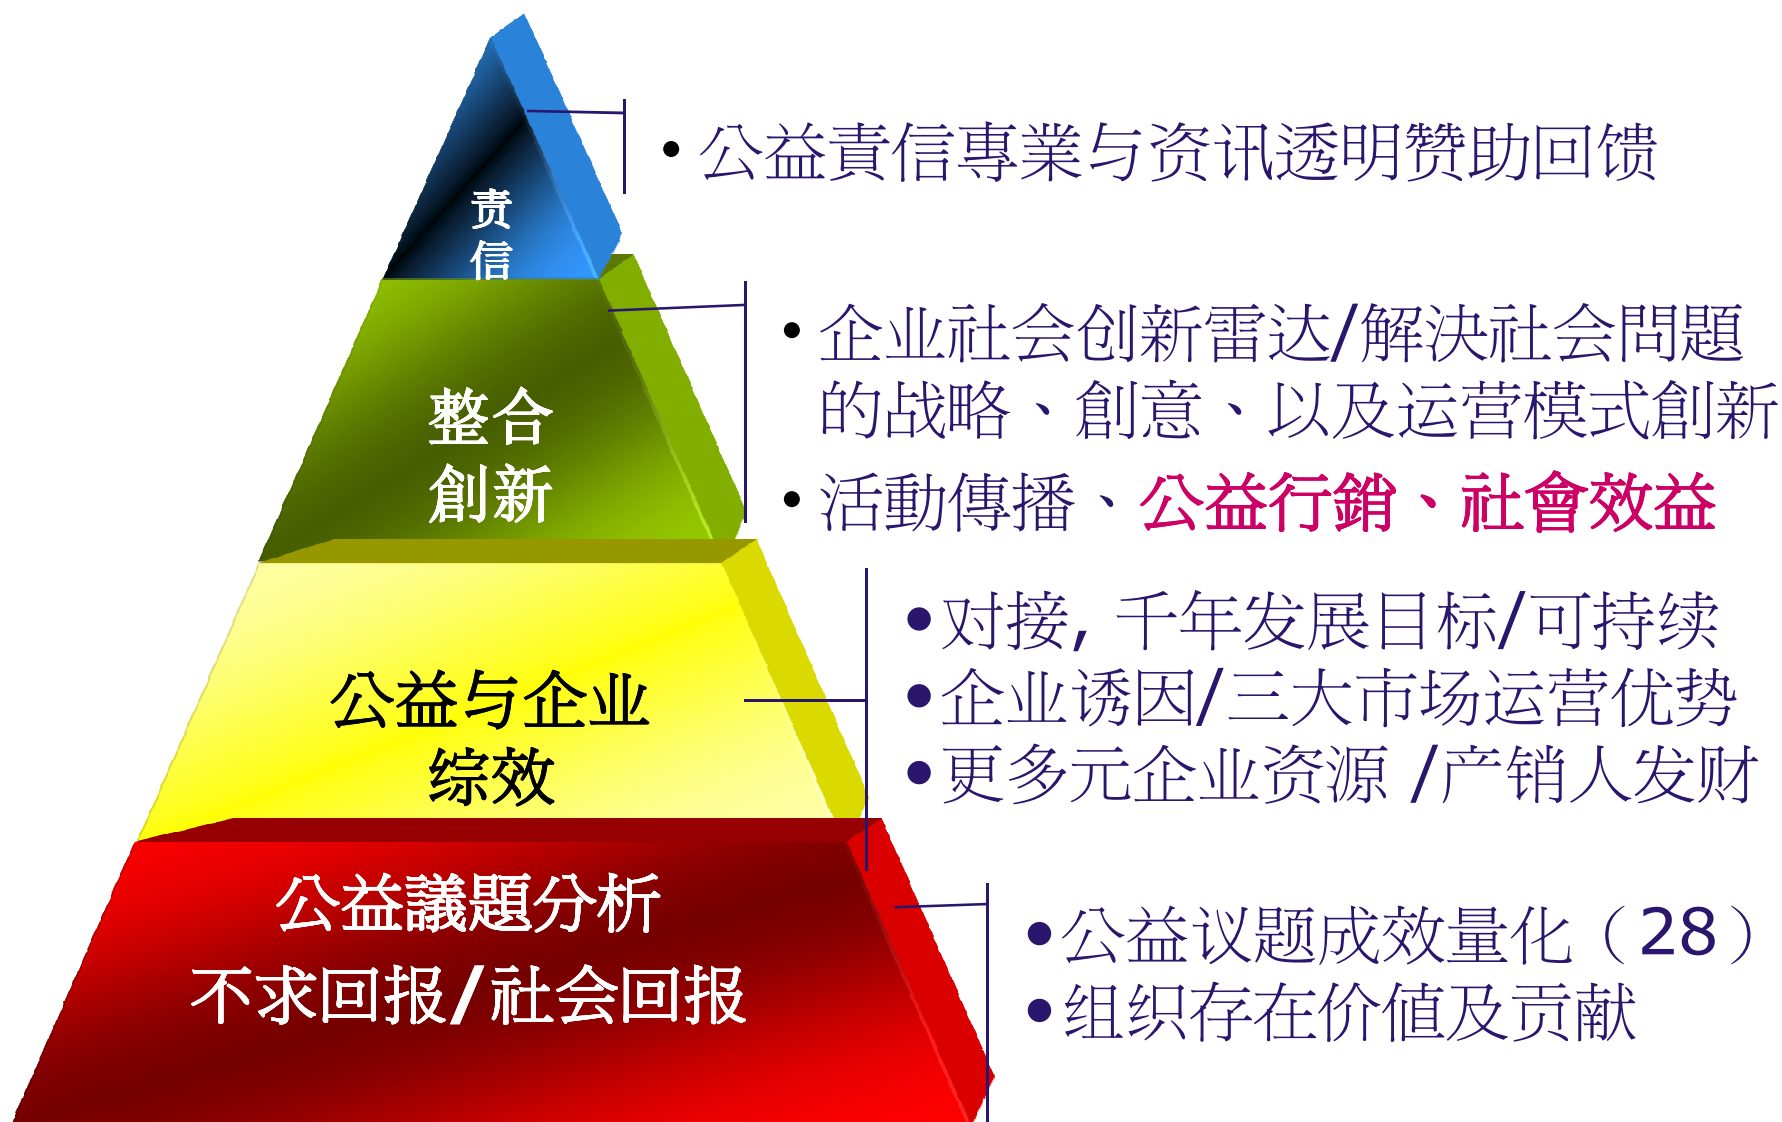 责
信
• 公益責信專業与资讯透明赞助回馈
整合
創新
• 企业社会创新雷达/解決社会問題
的战略、創意、以及运营模式創新
• 活動傳播、公益行銷、社會效益
公益与企业
综效
•对接, 千年发展目标/可持续
•企业诱因/三大市场运营优势
•更多元企业资源 /产销人发财
公益議題分析
不求回报/社会回报
•公益议题成效量化（28）
•组织存在价值及贡献